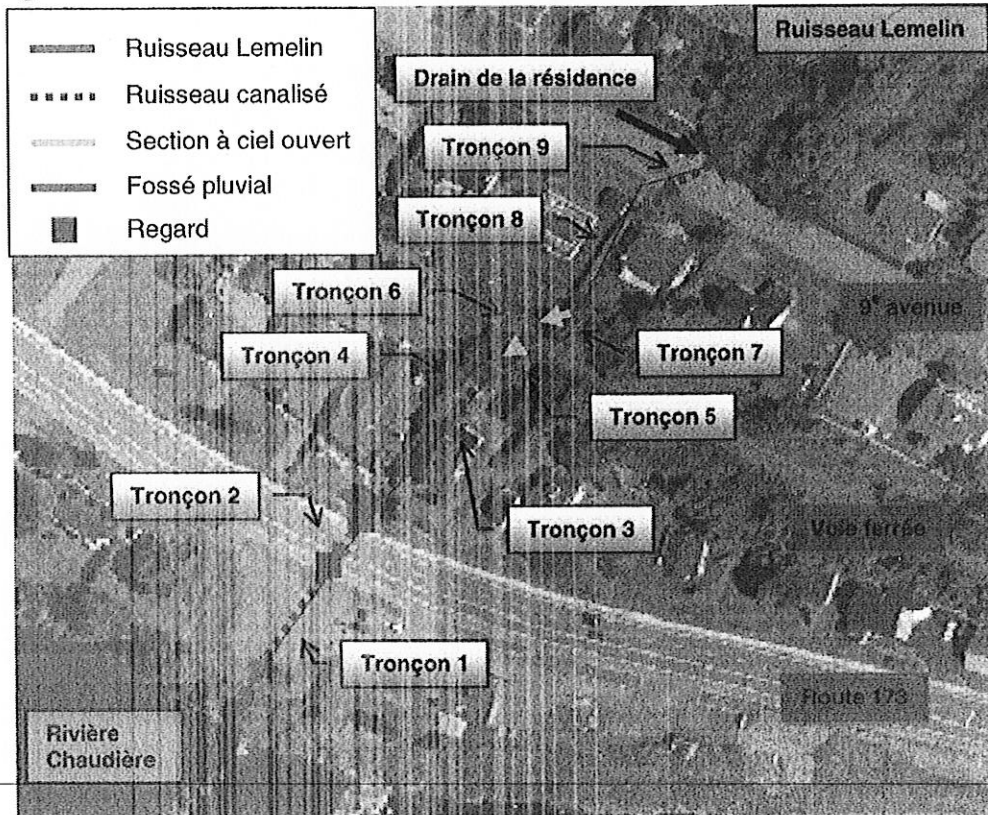 Ruisseau Lemelin
Ruisseau canalisé
Section à ciel ouvert
Fossé pluvial
Regard
Ruisseau Lemelin
Drain de la résidence
Tronçon 9
Tronçon 8
Tronçon 6
9e avenue
Tronçon 4
Tronçon 7
Tronçon 5
Tronçon 2
Tronçon 3
Voie ferrée
Tronçon 1
Route 173
Rivière
Chaudière